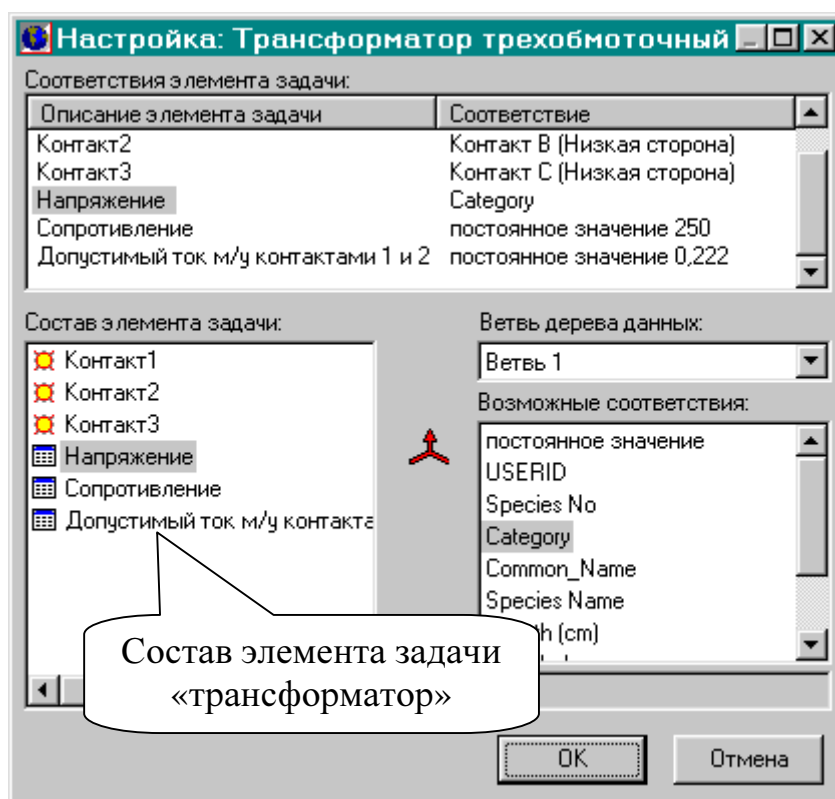 Настройка: Трансформатор трехобмоточный
Соответствия элемента задачи:
Описание элемента задачи Соответствие
Контакт2 Контакт B (Низкая сторона)
Контакт3 Контакт C (Низкая сторона)
Напряжение Category
Сопротивление постоянное значение 250
Допустимый ток м/у контактами 1 и 2 постоянное значение 0,222
Состав элемента задачи:
Контакт1
Контакт2
Контакт3
Напряжение
Сопротивление
Допустимый ток м/у контакта
Ветвь дерева данных:
Ветвь 1
Возможные соответствия:
постоянное значение
USERID
Species No
Category
Common_Name
Species Name
(cm)
Состав элемента задачи
«трансформатор»
OK Отмена